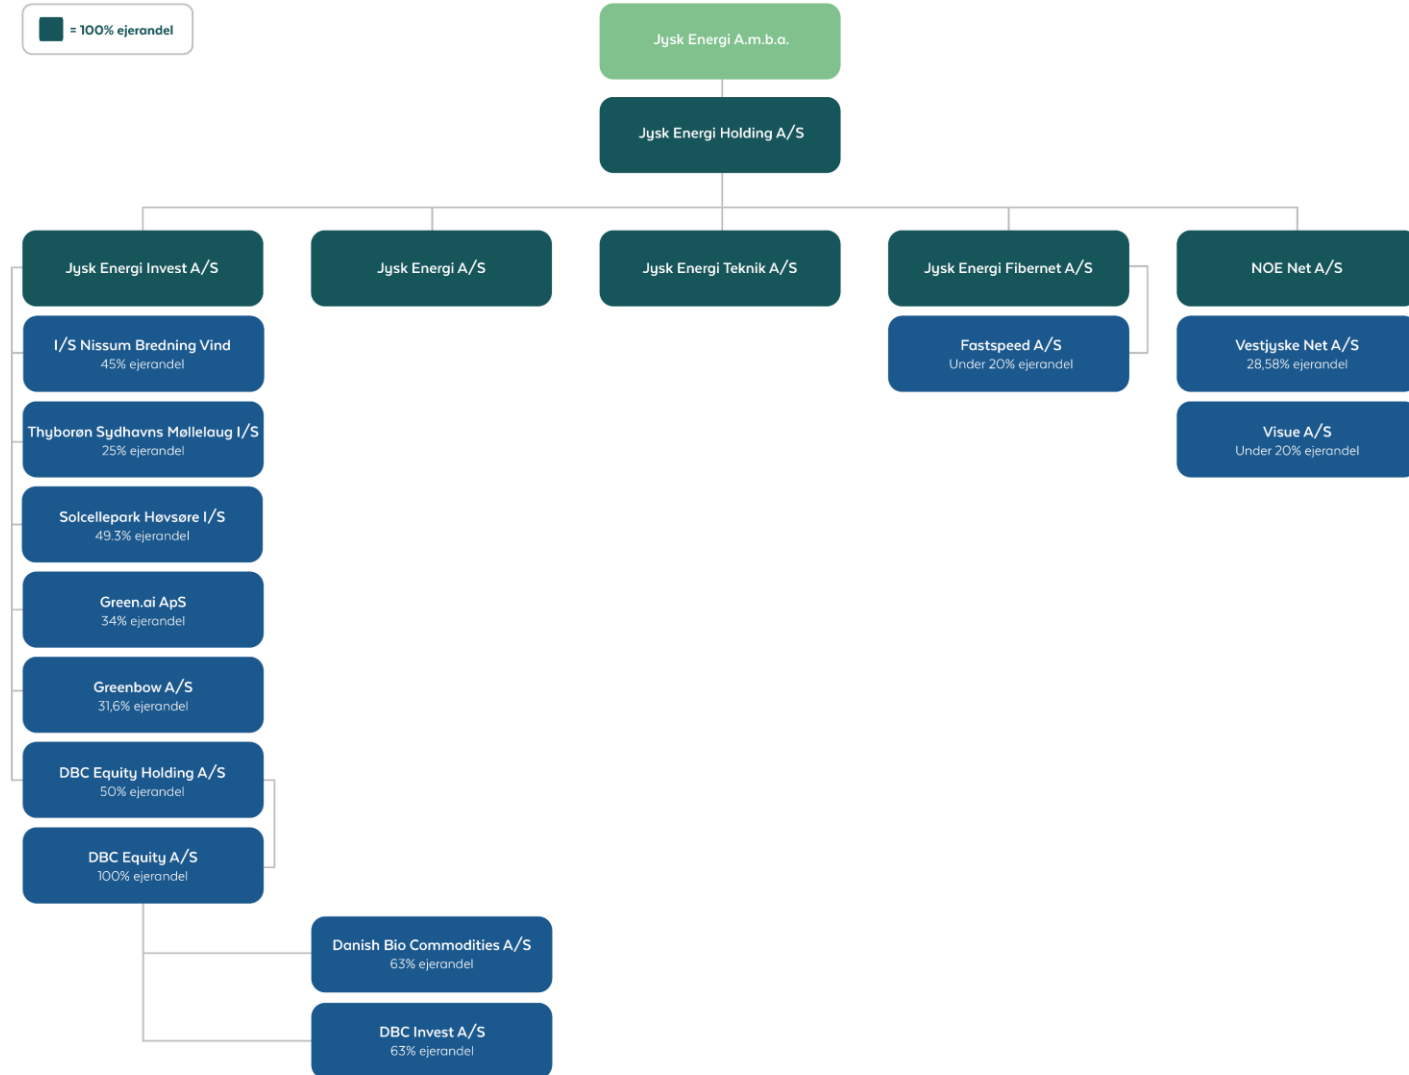 = 100% ejerandel
Jysk Energi A.m.b.a.
Jysk Energi Holding A/S
Jysk Energi Invest A/S
Jysk Energi A/S
Jysk Energi Teknik A/S
Jysk Energi Fibernet A/S
NOE Net A/S
I/S Nissum Bredning Vind
45% ejerandel
Fastspeed A/S
Under 20% ejerandel
Vestjyske Net A/S
28,58% ejerandel
Thyborøn Sydhavns Møllelaug I/S
25% ejerandel
Visue A/S
Under 20% ejerandel
Solcellepark Høvsøre I/S
49.3% ejerandel
Green.ai ApS
34% ejerandel
Greenbow A/S
31,6% ejerandel
DBC Equity Holding A/S
50% ejerandel
DBC Equity A/S
100% ejerandel
Danish Bio Commodities A/S
63% ejerandel
DBC Invest A/S
63% ejerandel